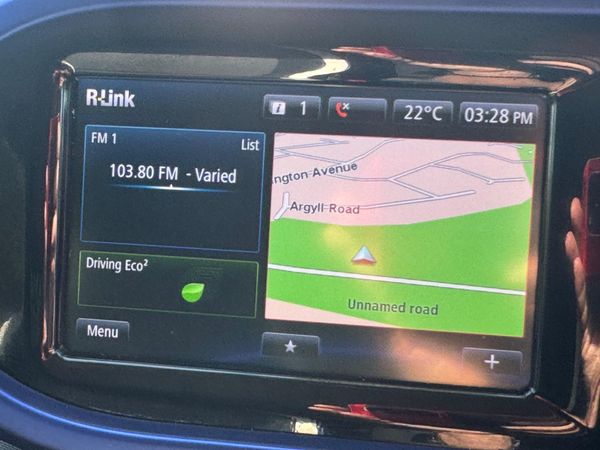 R-Link
i 1
22°C
03:28 PM
FM 1
List
103.80 FM - Varied
ngton Avenue
Argyll Road
Driving Eco²
Unnamed road
Menu
+